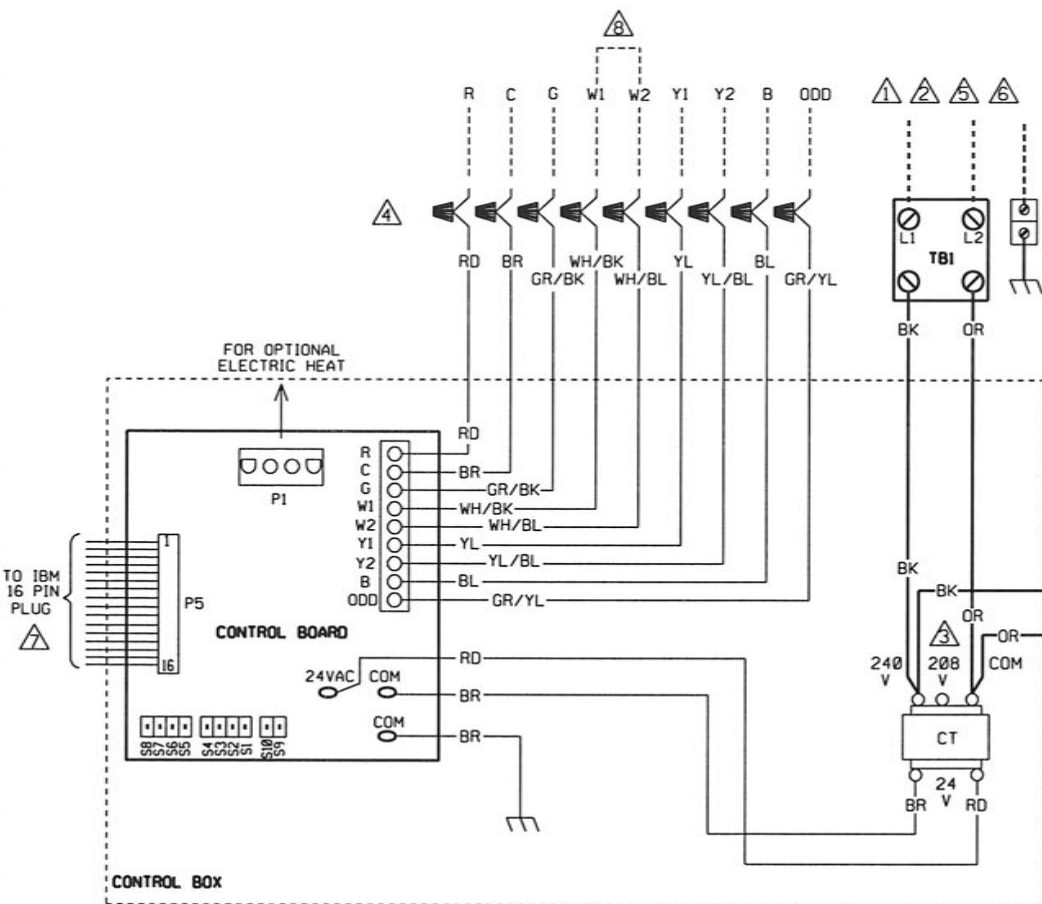 8
R C G W1 W2 Y1 Y2 B ODD
1 2 5 6
4
L1 L2
TB1
RD BR WH/BK YL BL
GR/BK WH/BL YL/BL GR/YL
BK OR
FOR OPTIONAL
ELECTRIC HEAT
P1
R RD
C BR
G GR/BK
W1 WH/BK
W2 WH/BL
Y1 YL
Y2 YL/BL
B BL
ODD GR/YL
BK
BK
OR
OR
1
P5
16
TO IBM
16 PIN
PLUG
7
CONTROL BOARD
3
240
V
208
V
COM
24VAC COM RD
BR
COM
BR
S8 S7 S6 S5 S4 S3 S2 S1 S10 S9
CT
24
V
BR RD
CONTROL BOX